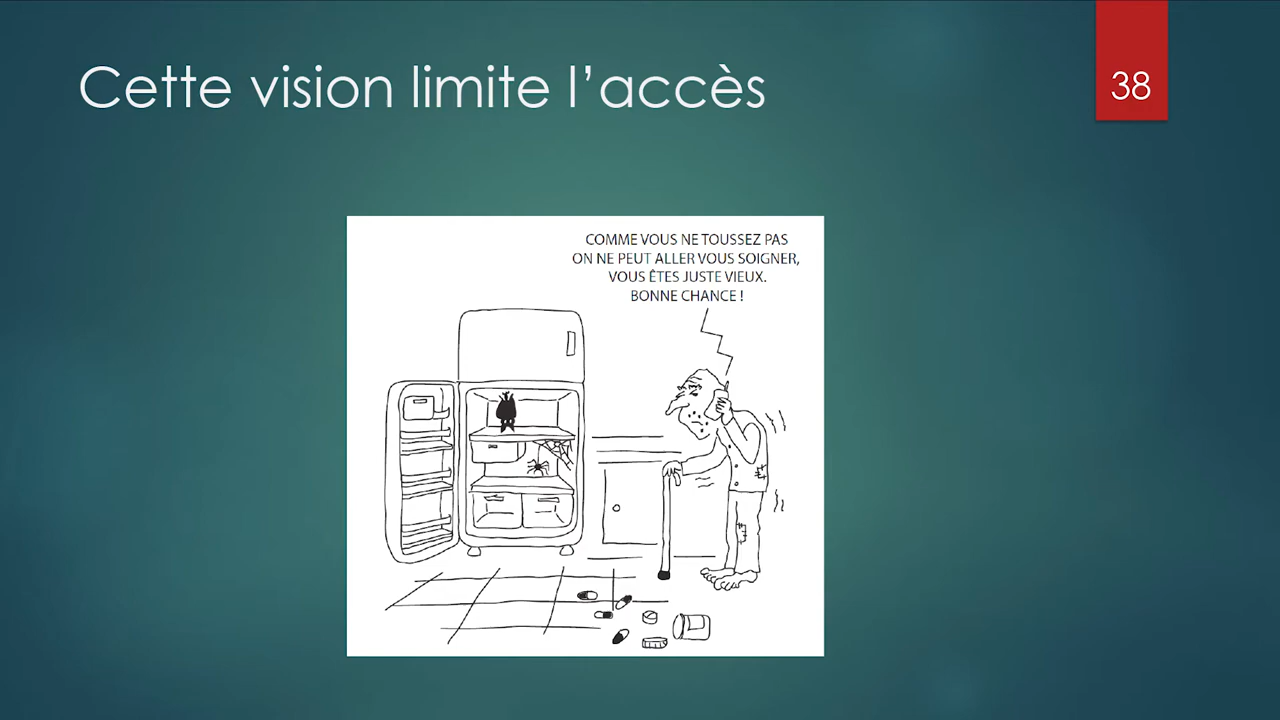 Cette vision limite l’accès
38
COMME VOUS NE TOUSSEZ PAS
ON NE PEUT ALLER VOUS SOIGNER,
VOUS ÊTES JUSTE VIEUX.
BONNE CHANCE !